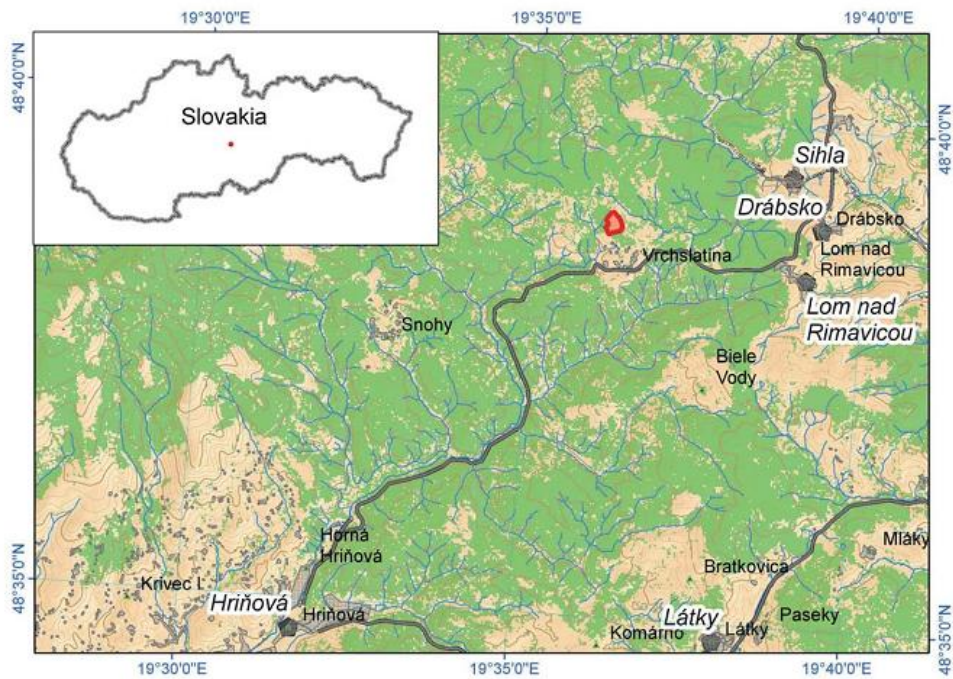 19°30'0"E
19°35'0"E
19°40'0"E
48°40'0"N
Slovakia
48°40'0"N
Sihla
Drábsko
Drábsko
Vrchslatina
Lom nad
Rimavicou
Lom nad
Rimavicou
Snohy
Biele
Vody
Horná
Hriňová
Mláky
Bratkovica
48°35'0"N
Krivec I.
Hriňová
Hriňová
Látky
Paseky
Komárno
Látky
48°35'0"N
19°30'0"E
19°35'0"E
19°40'0"E